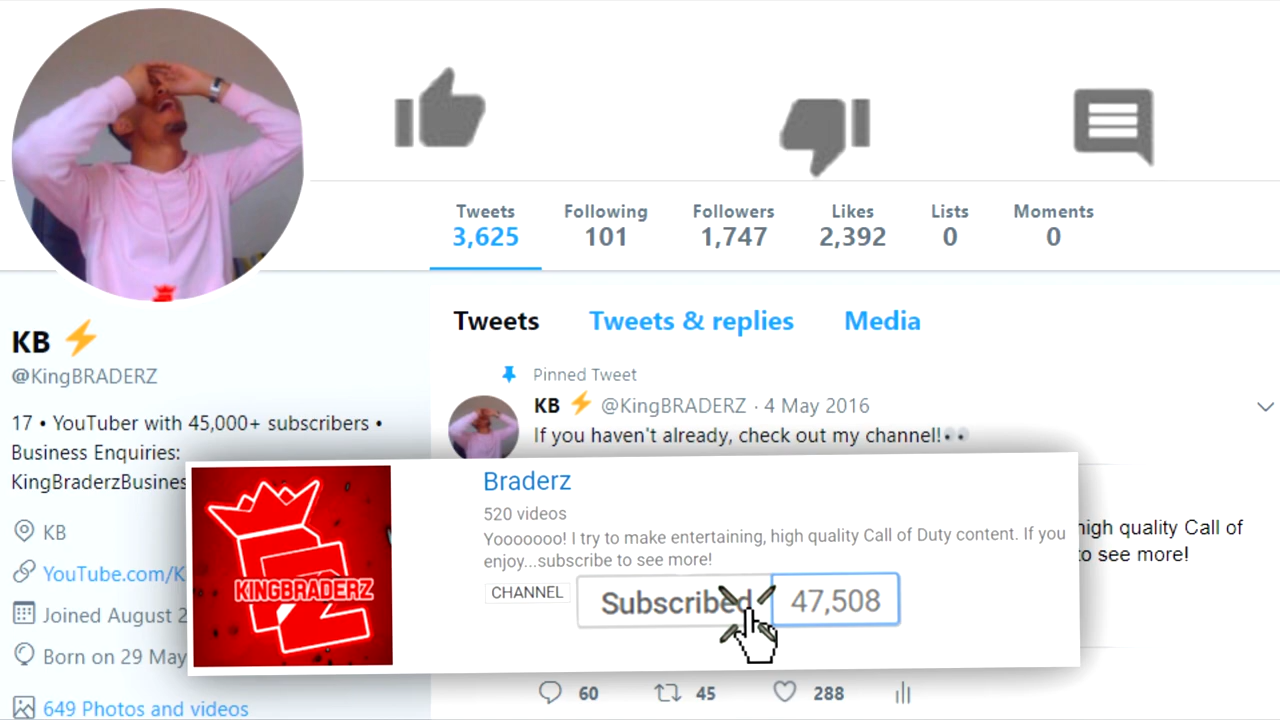 Tweets Following Followers Likes Lists Moments
3,625 101 1,747 2,392 0 0
KB ⚡
@KingBRADERZ
17 • YouTuber with 45,000+ subscribers •
Business Enquiries:
KingBraderzBusines
KB
YouTube.com/K
Joined August 2
Born on 29 May
649 Photos and videos
Tweets Tweets & replies Media
Pinned Tweet
KB ⚡ @KingBRADERZ · 4 May 2016
If you haven't already, check out my channel!👀
KINGBRADERZ
Braderz
520 videos
Yooooooo! I try to make entertaining, high quality Call of Duty content. If you
enjoy...subscribe to see more!
CHANNEL Subscribed 47,508
high quality Call of
to see more!
60 45 288